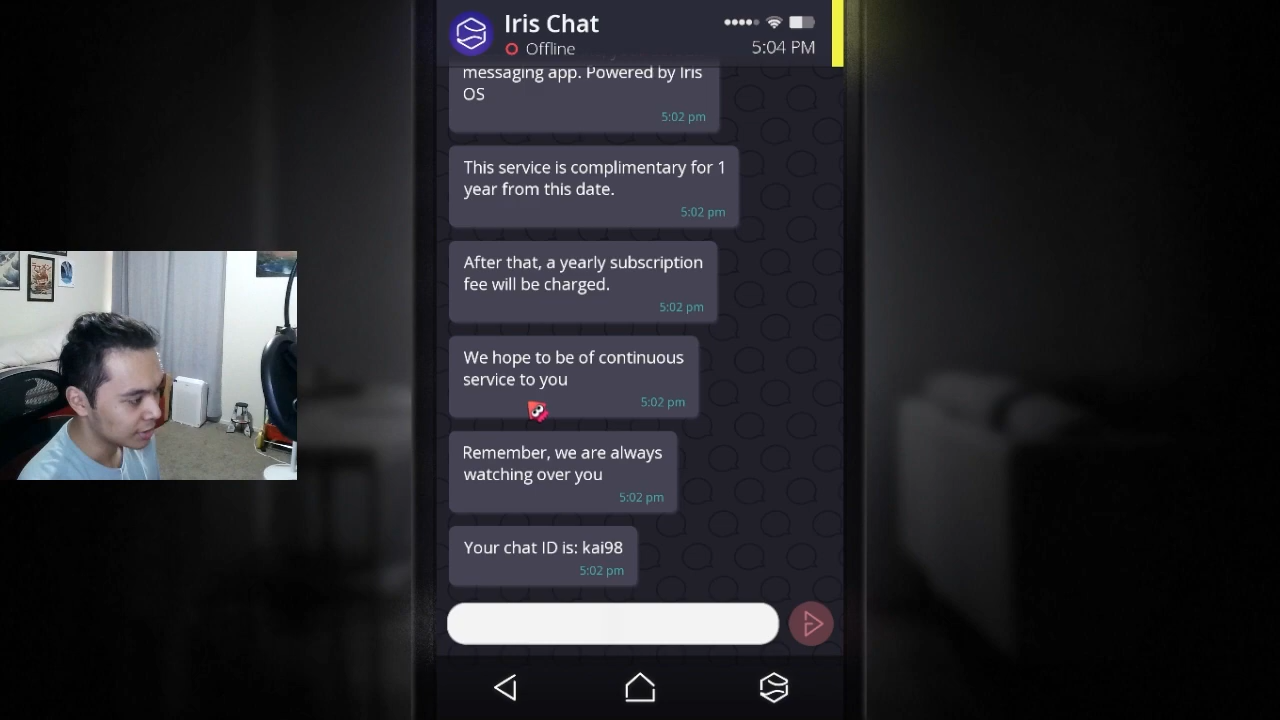 Iris Chat
Offline
5:04 PM
messaging app. Powered by Iris
OS
5:02 pm
This service is complimentary for 1
year from this date.
5:02 pm
After that, a yearly subscription
fee will be charged.
5:02 pm
We hope to be of continuous
service to you
5:02 pm
Remember, we are always
watching over you
5:02 pm
Your chat ID is: kai98
5:02 pm